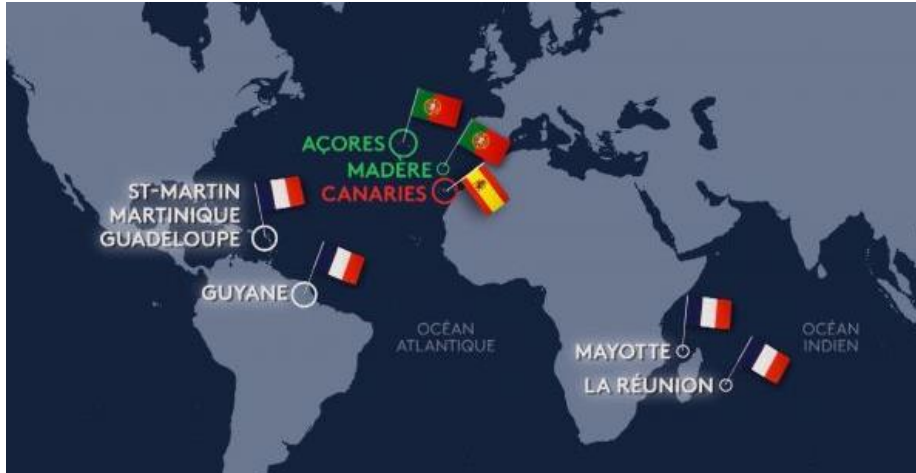 AÇORES
MADÈRE
CANARIES
ST-MARTIN
MARTINIQUE
GUADELOUPE
GUYANE
OCÉAN
ATLANTIQUE
MAYOTTE
LA RÉUNION
OCÉAN
INDIEN